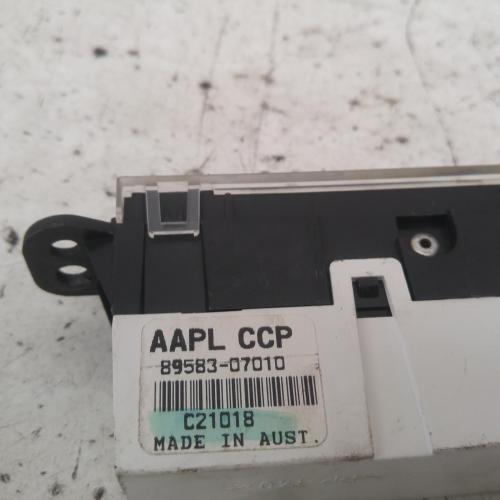 AAPL CCP
89583-07010
C21018
MADE IN AUST.